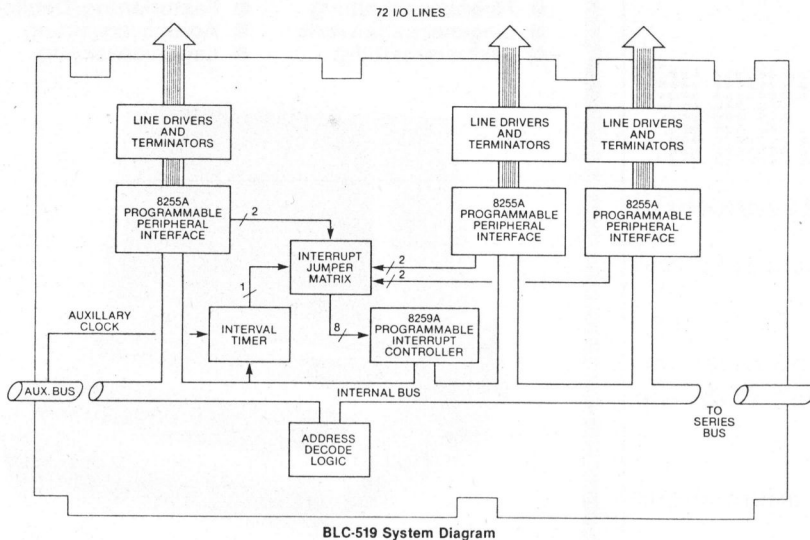 72 I/O LINES
LINE DRIVERS
AND
TERMINATORS
LINE DRIVERS
AND
TERMINATORS
LINE DRIVERS
AND
TERMINATORS
8255A
PROGRAMMABLE
PERIPHERAL
INTERFACE
8255A
PROGRAMMABLE
PERIPHERAL
INTERFACE
8255A
PROGRAMMABLE
PERIPHERAL
INTERFACE
2
INTERRUPT
JUMPER
MATRIX
2
2
1
AUXILLARY
CLOCK
INTERVAL
TIMER
8
8259A
PROGRAMMABLE
INTERRUPT
CONTROLLER
AUX. BUS
INTERNAL BUS
TO
SERIES
BUS
ADDRESS
DECODE
LOGIC
BLC-519 System Diagram